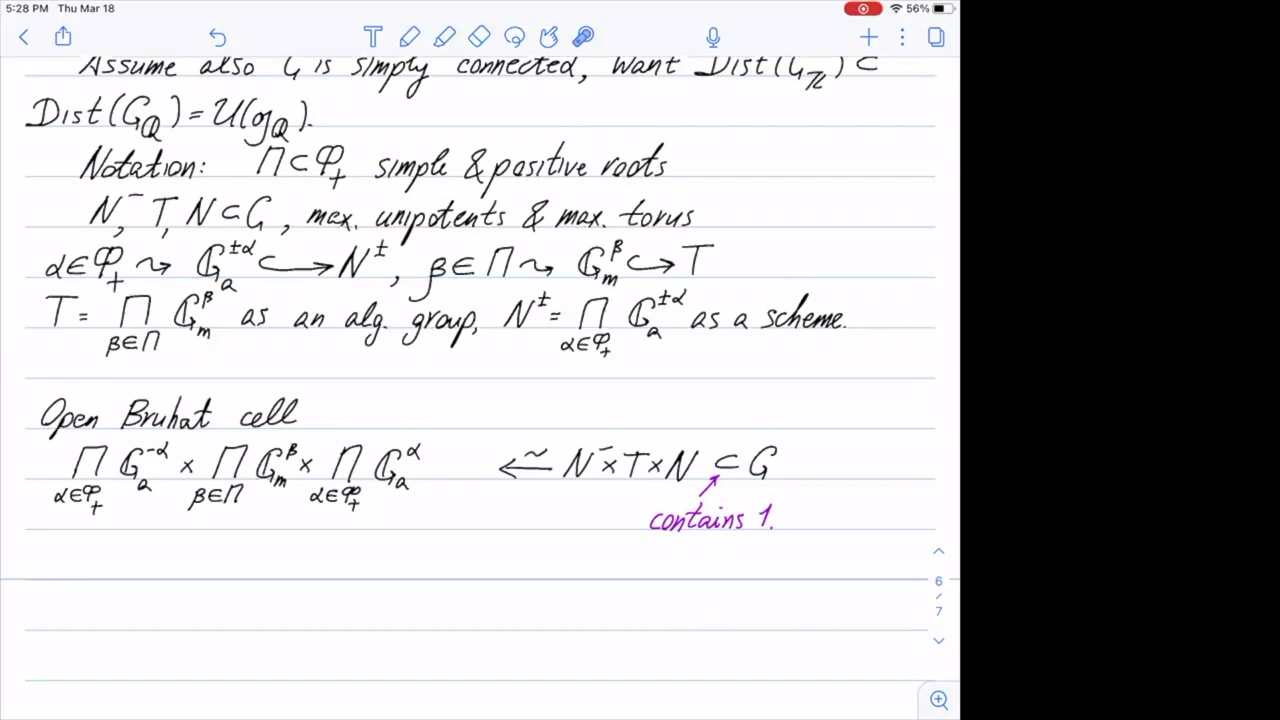 5:28 PM Thu Mar 18 56%
Assume also G is simply connected, want Dist(G_ℤ) ⊂
Dist(G_ℚ) = U(𝔤_ℚ).
Notation: Π ⊂ Φ_+ simple & positive roots
N^-, T, N ⊂ G, max. unipotents & max. torus
α ∈ Φ_+ ⇝ 𝔾_a^{±α} ↪ N^±, β ∈ Π ⇝ 𝔾_m^β ↪ T
T = ∏_{β∈Π} 𝔾_m^β as an alg. group, N^± = ∏_{α∈Φ_+} 𝔾_a^{±α} as a scheme.
Open Bruhat cell
∏_{α∈Φ_+} 𝔾_a^{-α} × ∏_{β∈Π} 𝔾_m^β × ∏_{α∈Φ_+} 𝔾_a^α ⟵^∼ N^- × T × N ⊂ G
contains 1.
6
/
7